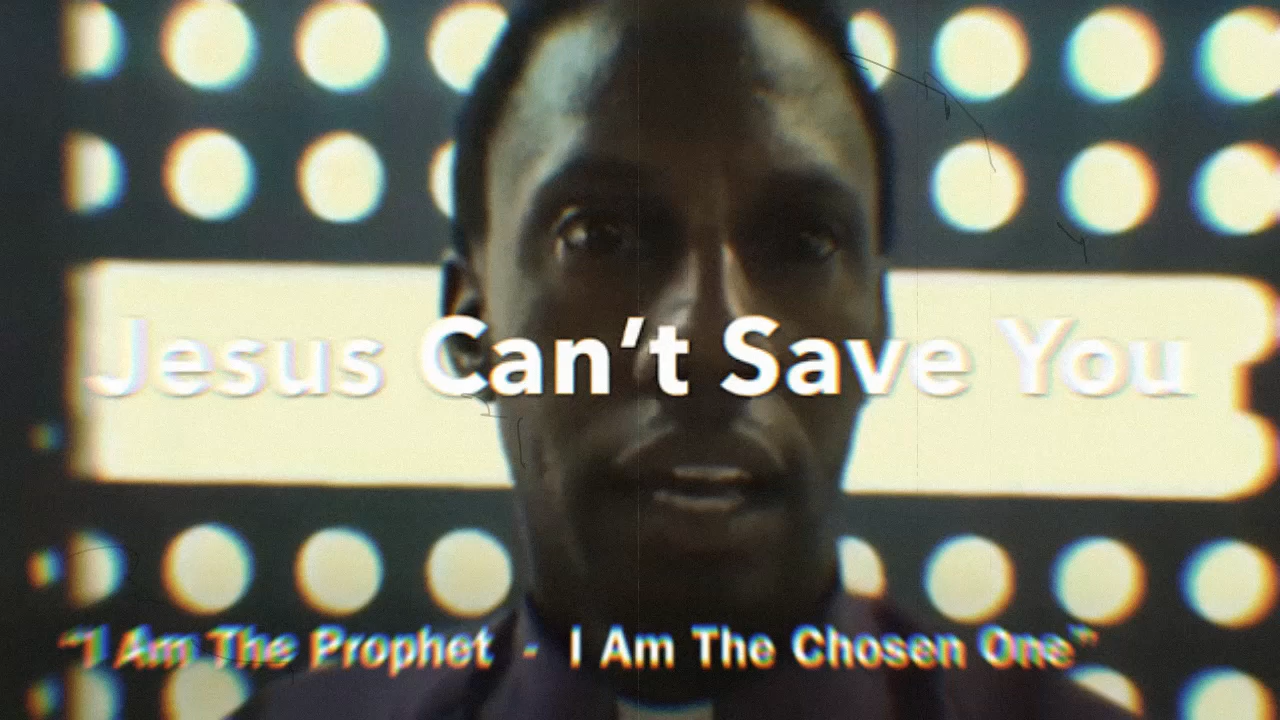 Jesus Can’t Save You
“I Am The Prophet - I Am The Chosen One”